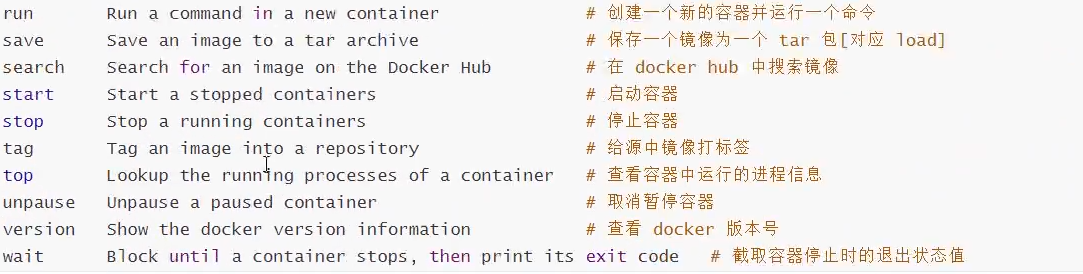 run Run a command in a new container # 创建一个新的容器并运行一个命令
save Save an image to a tar archive # 保存一个镜像为一个 tar 包[对应 load]
search Search for an image on the Docker Hub # 在 docker hub 中搜索镜像
start Start a stopped containers # 启动容器
stop Stop a running containers # 停止容器
tag Tag an image into a repository # 给源中镜像打标签
top Lookup the running processes of a container # 查看容器中运行的进程信息
unpause Unpause a paused container # 取消暂停容器
version Show the docker version information # 查看 docker 版本号
wait Block until a container stops, then print its exit code # 截取容器停止时的退出状态值